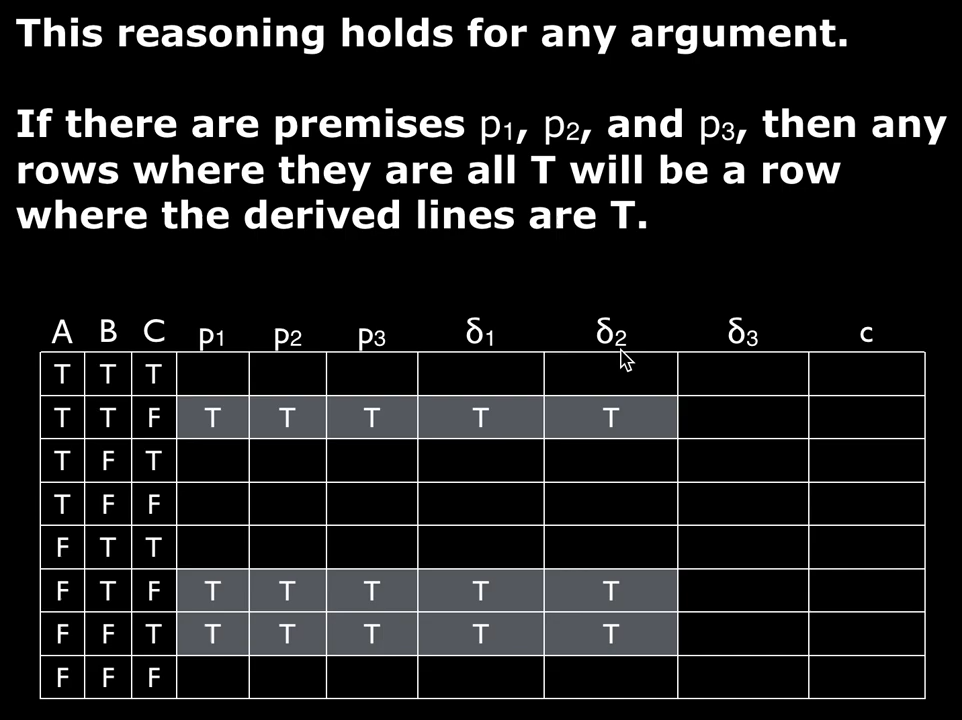 This reasoning holds for any argument.
If there are premises p₁, p₂, and p₃, then any
rows where they are all T will be a row
where the derived lines are T.
A B C p₁ p₂ p₃ δ₁ δ₂ δ₃ c
T T T
T T F T T T T T
T F T
T F F
F T T
F T F T T T T T
F F T T T T T T
F F F